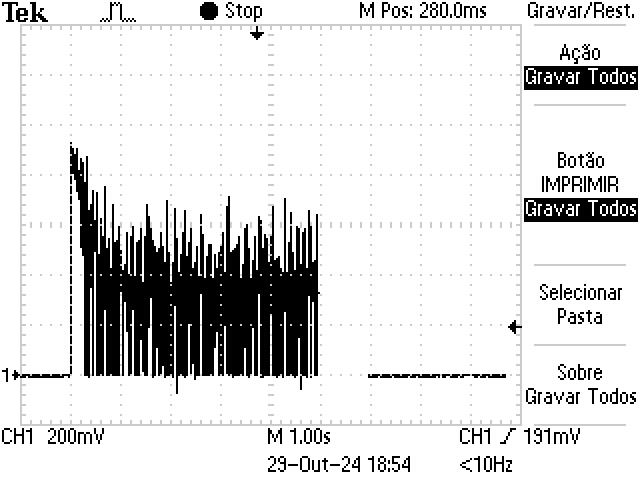 Tek Stop M Pos: 280.0ms Gravar/Rest.
Ação
Gravar Todos
Botão
IMPRIMIR
Gravar Todos
Selecionar
Pasta
1
Sobre
Gravar Todos
CH1 200mV M 1.00s CH1 191mV
29-Out-24 18:54 <10Hz